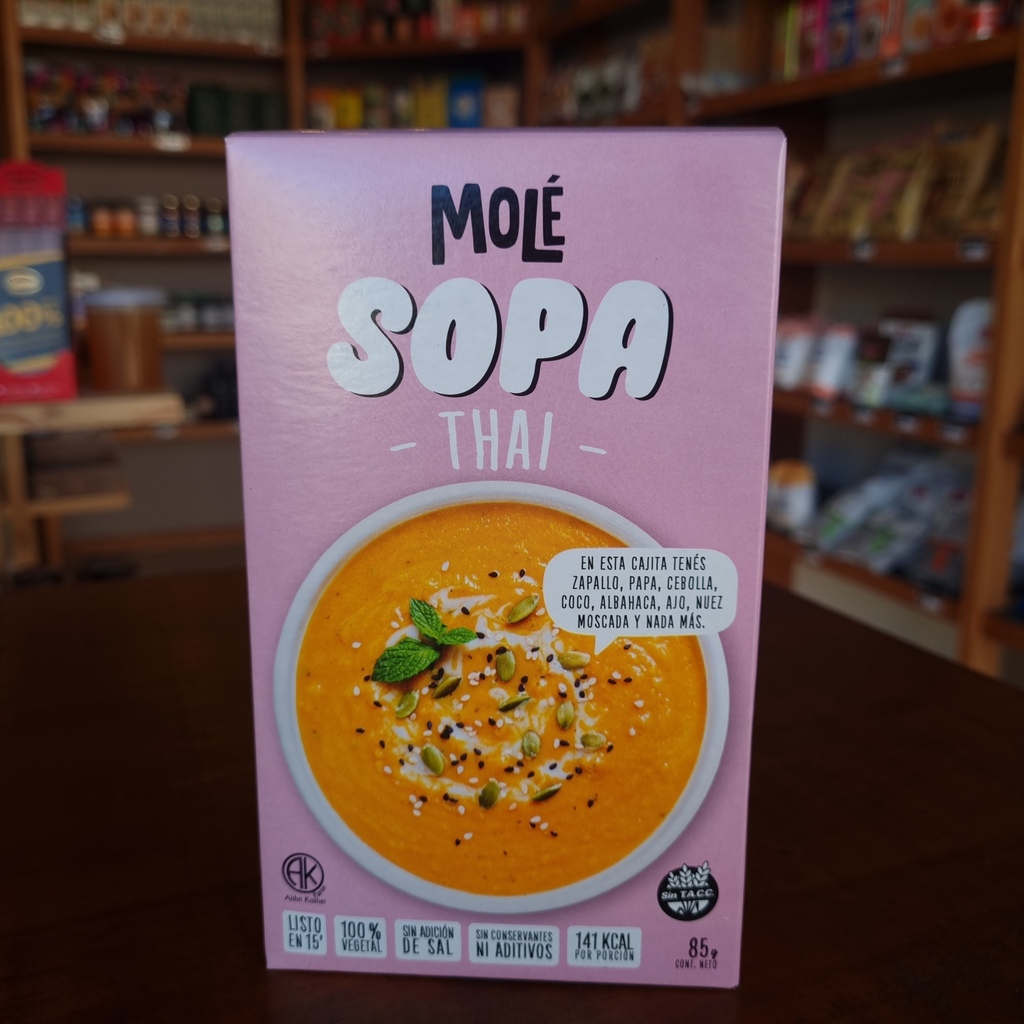 MOLÉ
SOPA
- THAI -
EN ESTA CAJITA TENÉS
ZAPALLO, PAPA, CEBOLLA,
COCO, ALBAHACA, AJO, NUEZ
MOSCADA Y NADA MÁS.
AK
Sin T.A.C.C.
LISTO
EN 15'
100%
VEGETAL
SIN ADICIÓN
DE SAL
SIN CONSERVANTES
NI ADITIVOS
141 KCAL
POR PORCIÓN
85g
CONT. NETO